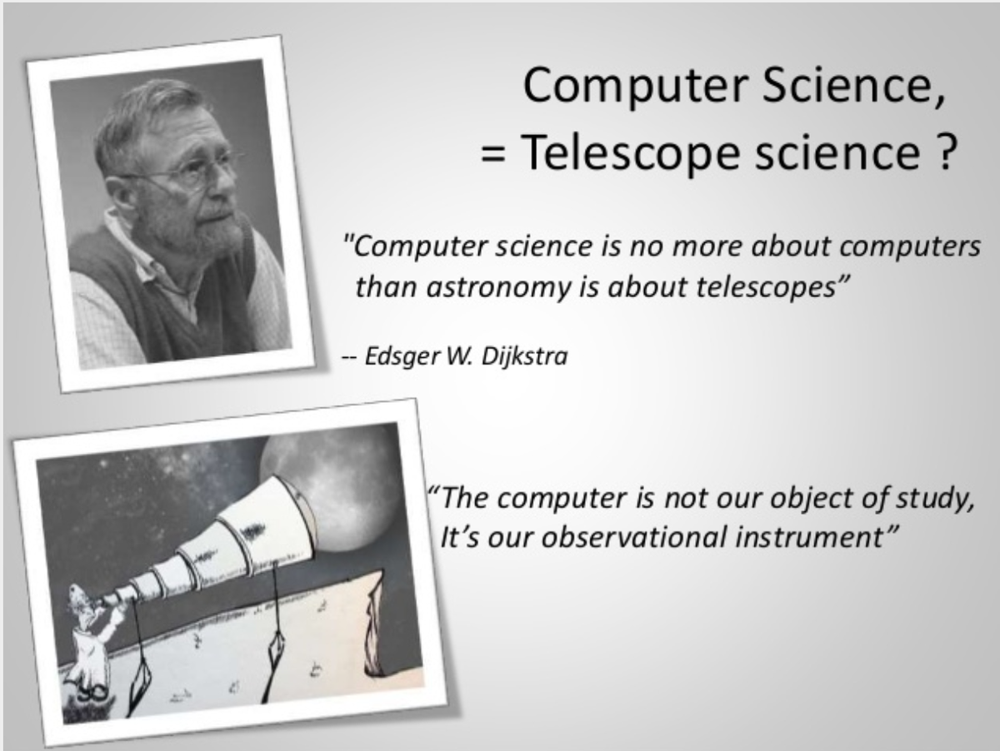 Computer Science,
= Telescope science ?
"Computer science is no more about computers
than astronomy is about telescopes”
-- Edsger W. Dijkstra
“The computer is not our object of study,
It’s our observational instrument”